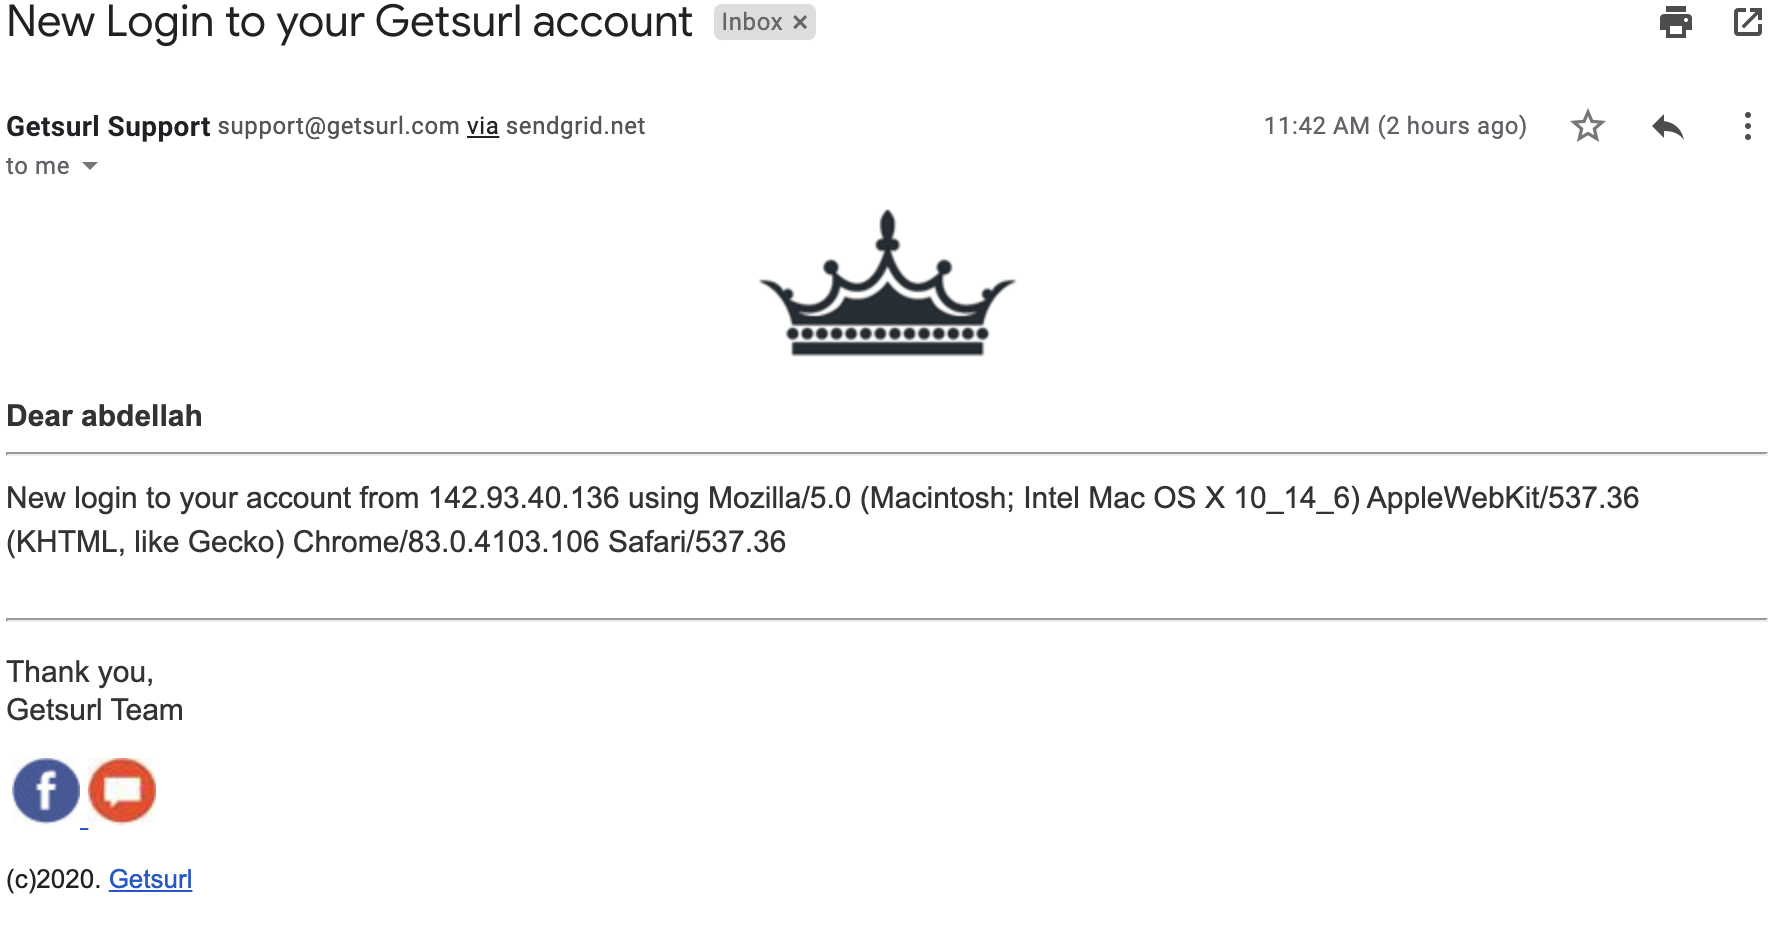 New Login to your Getsurl account Inbox ×
Getsurl Support support@getsurl.com via sendgrid.net 11:42 AM (2 hours ago)
to me
Dear abdellah
New login to your account from 142.93.40.136 using Mozilla/5.0 (Macintosh; Intel Mac OS X 10_14_6) AppleWebKit/537.36
(KHTML, like Gecko) Chrome/83.0.4103.106 Safari/537.36
Thank you,
Getsurl Team
f
(c)2020. Getsurl